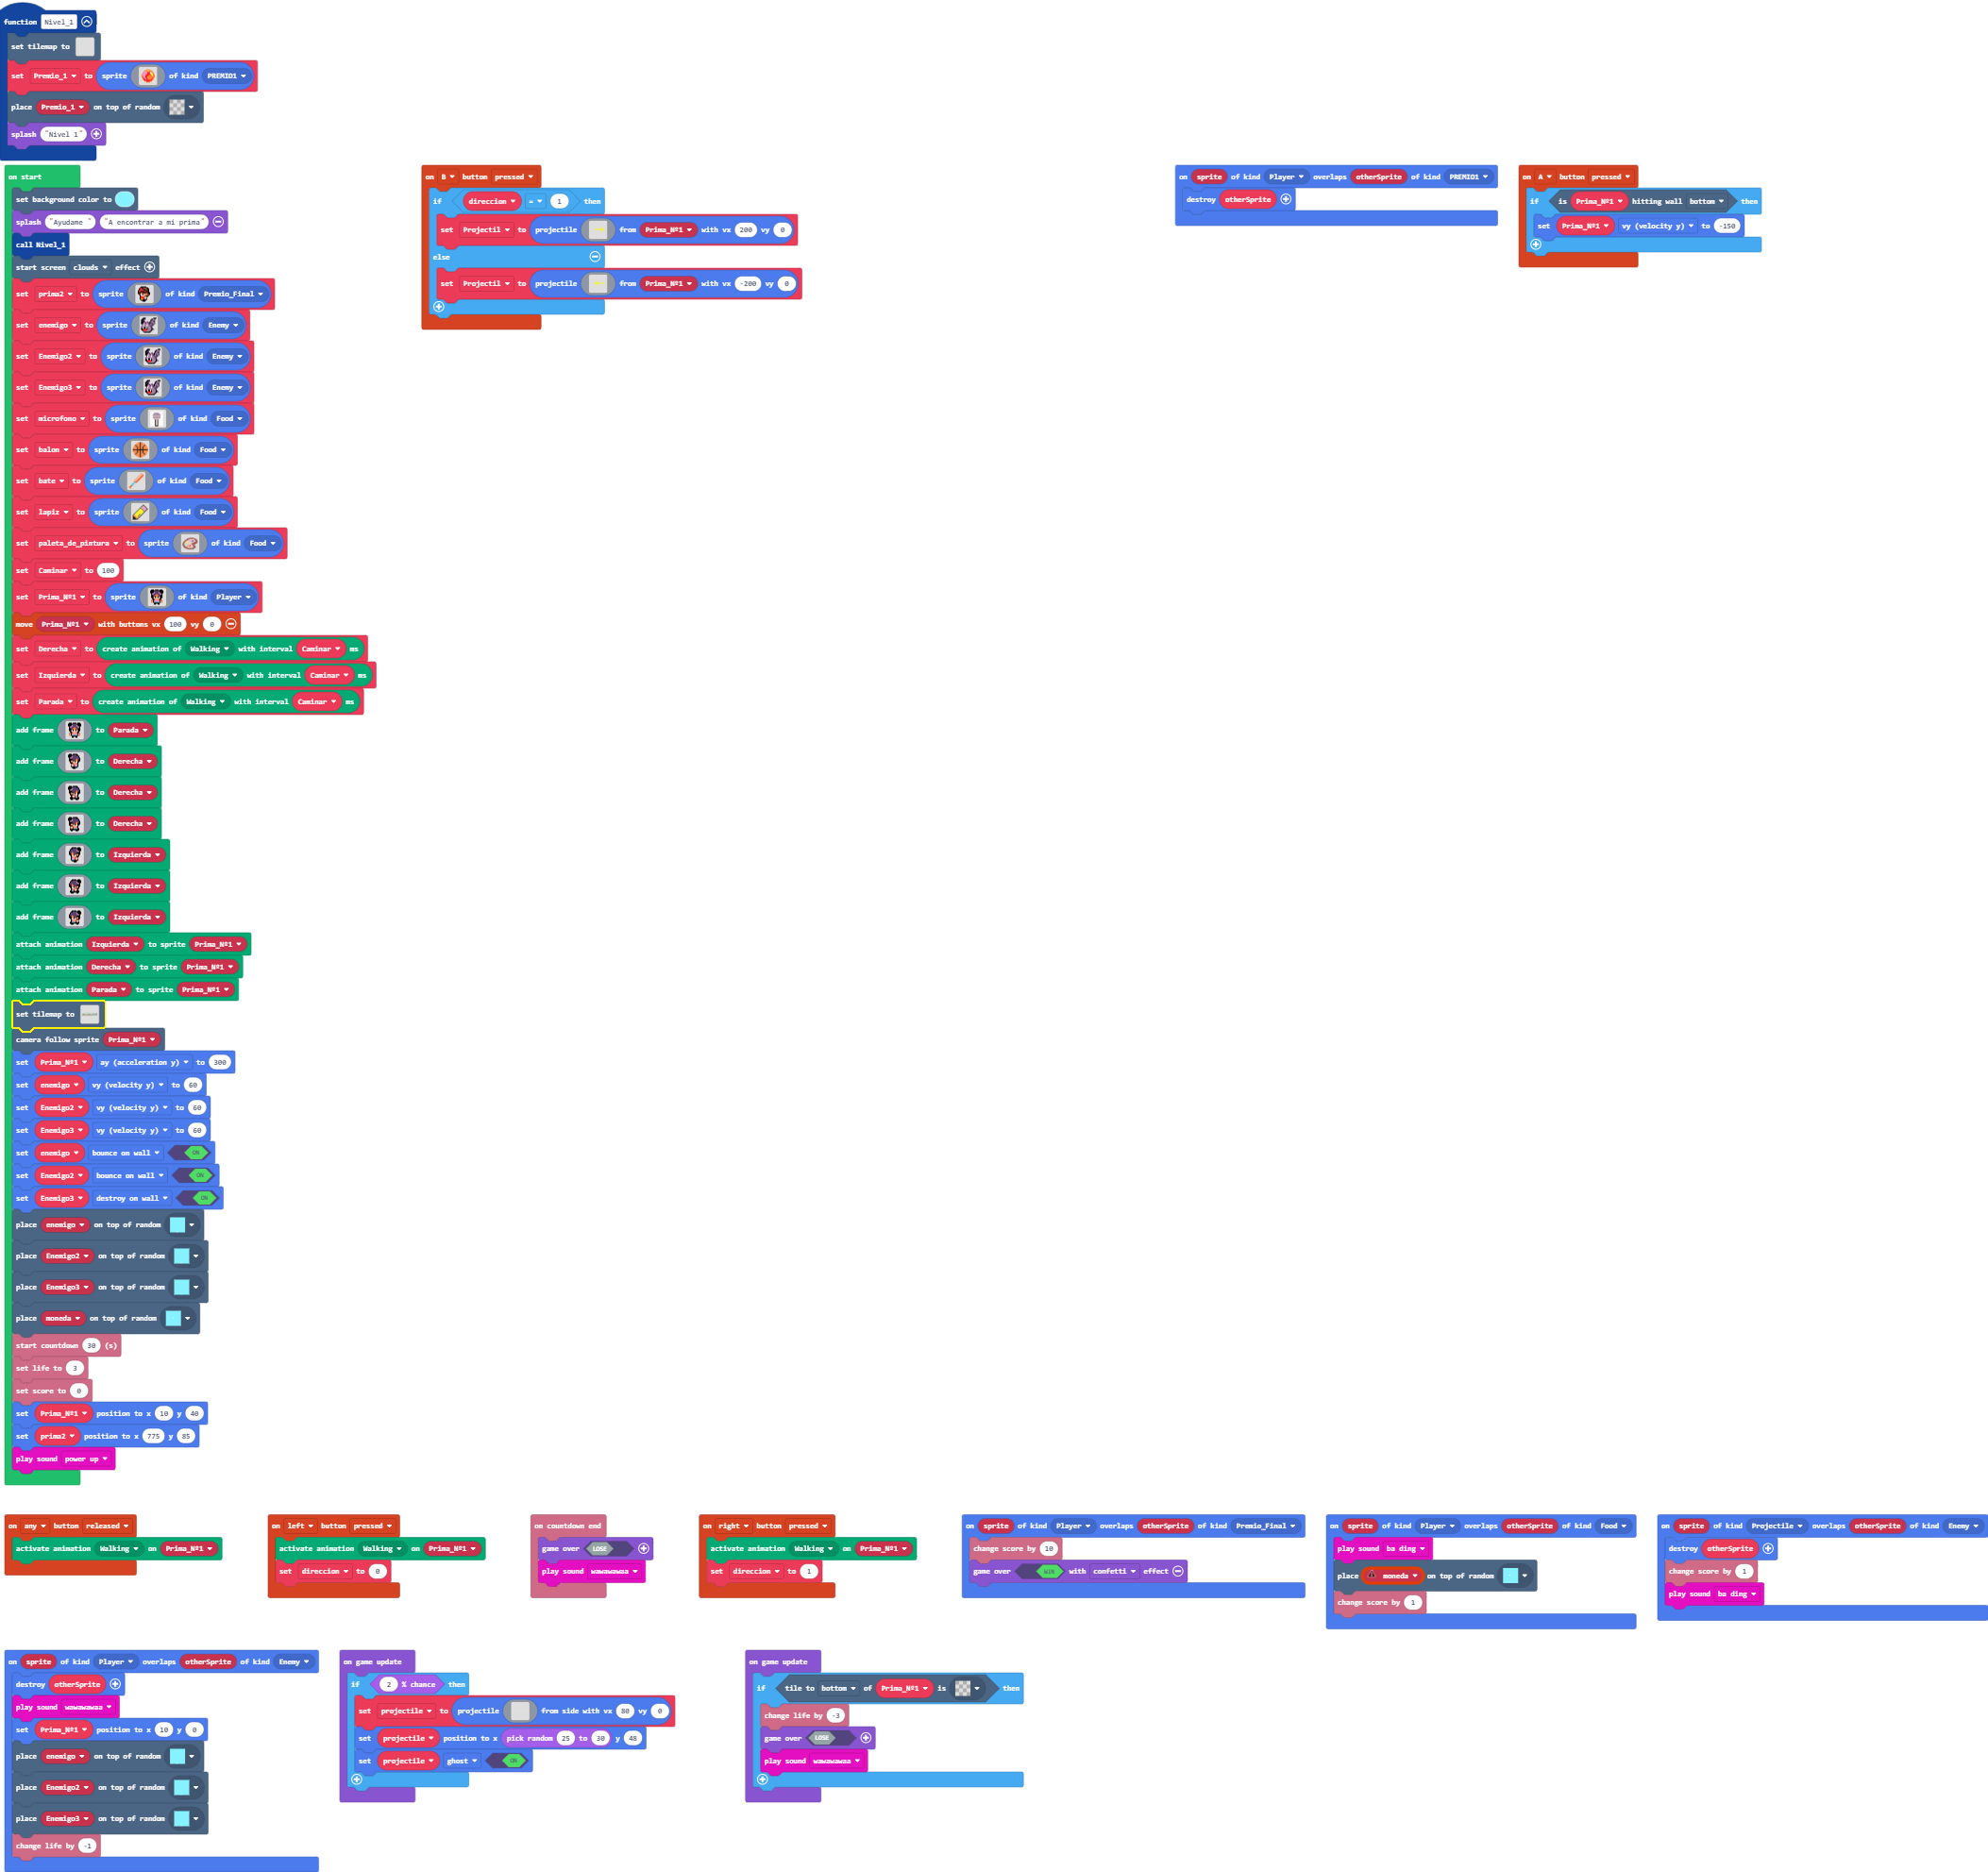 function Nivel_1
set tilemap to
set Premio_1 to sprite of kind PREMIO1
place Premio_1 on top of random
splash "Nivel 1"
on start
set background color to
splash "Ayudame " "A encontrar a mi prima"
call Nivel_1
start screen clouds effect
set prima2 to sprite of kind Premio_Final
set enemigo to sprite of kind Enemy
set Enemigo2 to sprite of kind Enemy
set Enemigo3 to sprite of kind Enemy
set microfono to sprite of kind Food
set balon to sprite of kind Food
set bate to sprite of kind Food
set lapiz to sprite of kind Food
set paleta_de_pintura to sprite of kind Food
set Caminar to 100
set Prima_Nº1 to sprite of kind Player
move Prima_Nº1 with buttons vx 100 vy 0
set Derecha to create animation of Walking with interval Caminar ms
set Izquierda to create animation of Walking with interval Caminar ms
set Parada to create animation of Walking with interval Caminar ms
add frame to Parada
add frame to Derecha
add frame to Derecha
add frame to Derecha
add frame to Izquierda
add frame to Izquierda
add frame to Izquierda
attach animation Izquierda to sprite Prima_Nº1
attach animation Derecha to sprite Prima_Nº1
attach animation Parada to sprite Prima_Nº1
set tilemap to
camera follow sprite Prima_Nº1
set Prima_Nº1 ay (acceleration y) to 300
set enemigo vy (velocity y) to 60
set Enemigo2 vy (velocity y) to 60
set Enemigo3 vy (velocity y) to 60
set enemigo bounce on wall ON
set Enemigo2 bounce on wall ON
set Enemigo3 destroy on wall ON
place enemigo on top of random
place Enemigo2 on top of random
place Enemigo3 on top of random
place moneda on top of random
start countdown 30 (s)
set life to 3
set score to 0
set Prima_Nº1 position to x 10 y 40
set prima2 position to x 775 y 85
play sound power up
on B button pressed
if direccion = 1 then
set Projectil to projectile from Prima_Nº1 with vx 200 vy 0
else
set Projectil to projectile from Prima_Nº1 with vx -200 vy 0
on sprite of kind Player overlaps otherSprite of kind PREMIO1
destroy otherSprite
on A button pressed
if is Prima_Nº1 hitting wall bottom then
set Prima_Nº1 vy (velocity y) to -150
on any button released
activate animation Walking on Prima_Nº1
on left button pressed
activate animation Walking on Prima_Nº1
set direccion to 0
on countdown end
game over LOSE
play sound wawawawaa
on right button pressed
activate animation Walking on Prima_Nº1
set direccion to 1
on sprite of kind Player overlaps otherSprite of kind Premio_Final
change score by 10
game over WIN with confetti effect
on sprite of kind Player overlaps otherSprite of kind Food
play sound ba ding
place moneda on top of random
change score by 1
on sprite of kind Projectile overlaps otherSprite of kind Enemy
destroy otherSprite
change score by 1
play sound ba ding
on sprite of kind Player overlaps otherSprite of kind Enemy
destroy otherSprite
play sound wawawawaa
set Prima_Nº1 position to x 10 y 0
place enemigo on top of random
place Enemigo2 on top of random
place Enemigo3 on top of random
change life by -1
on game update
if 2 % chance then
set projectile to projectile from side with vx 80 vy 0
set projectile position to x pick random 25 to 30 y 48
set projectile ghost ON
on game update
if tile to bottom of Prima_Nº1 is then
change life by -3
game over LOSE
play sound wawawawaa